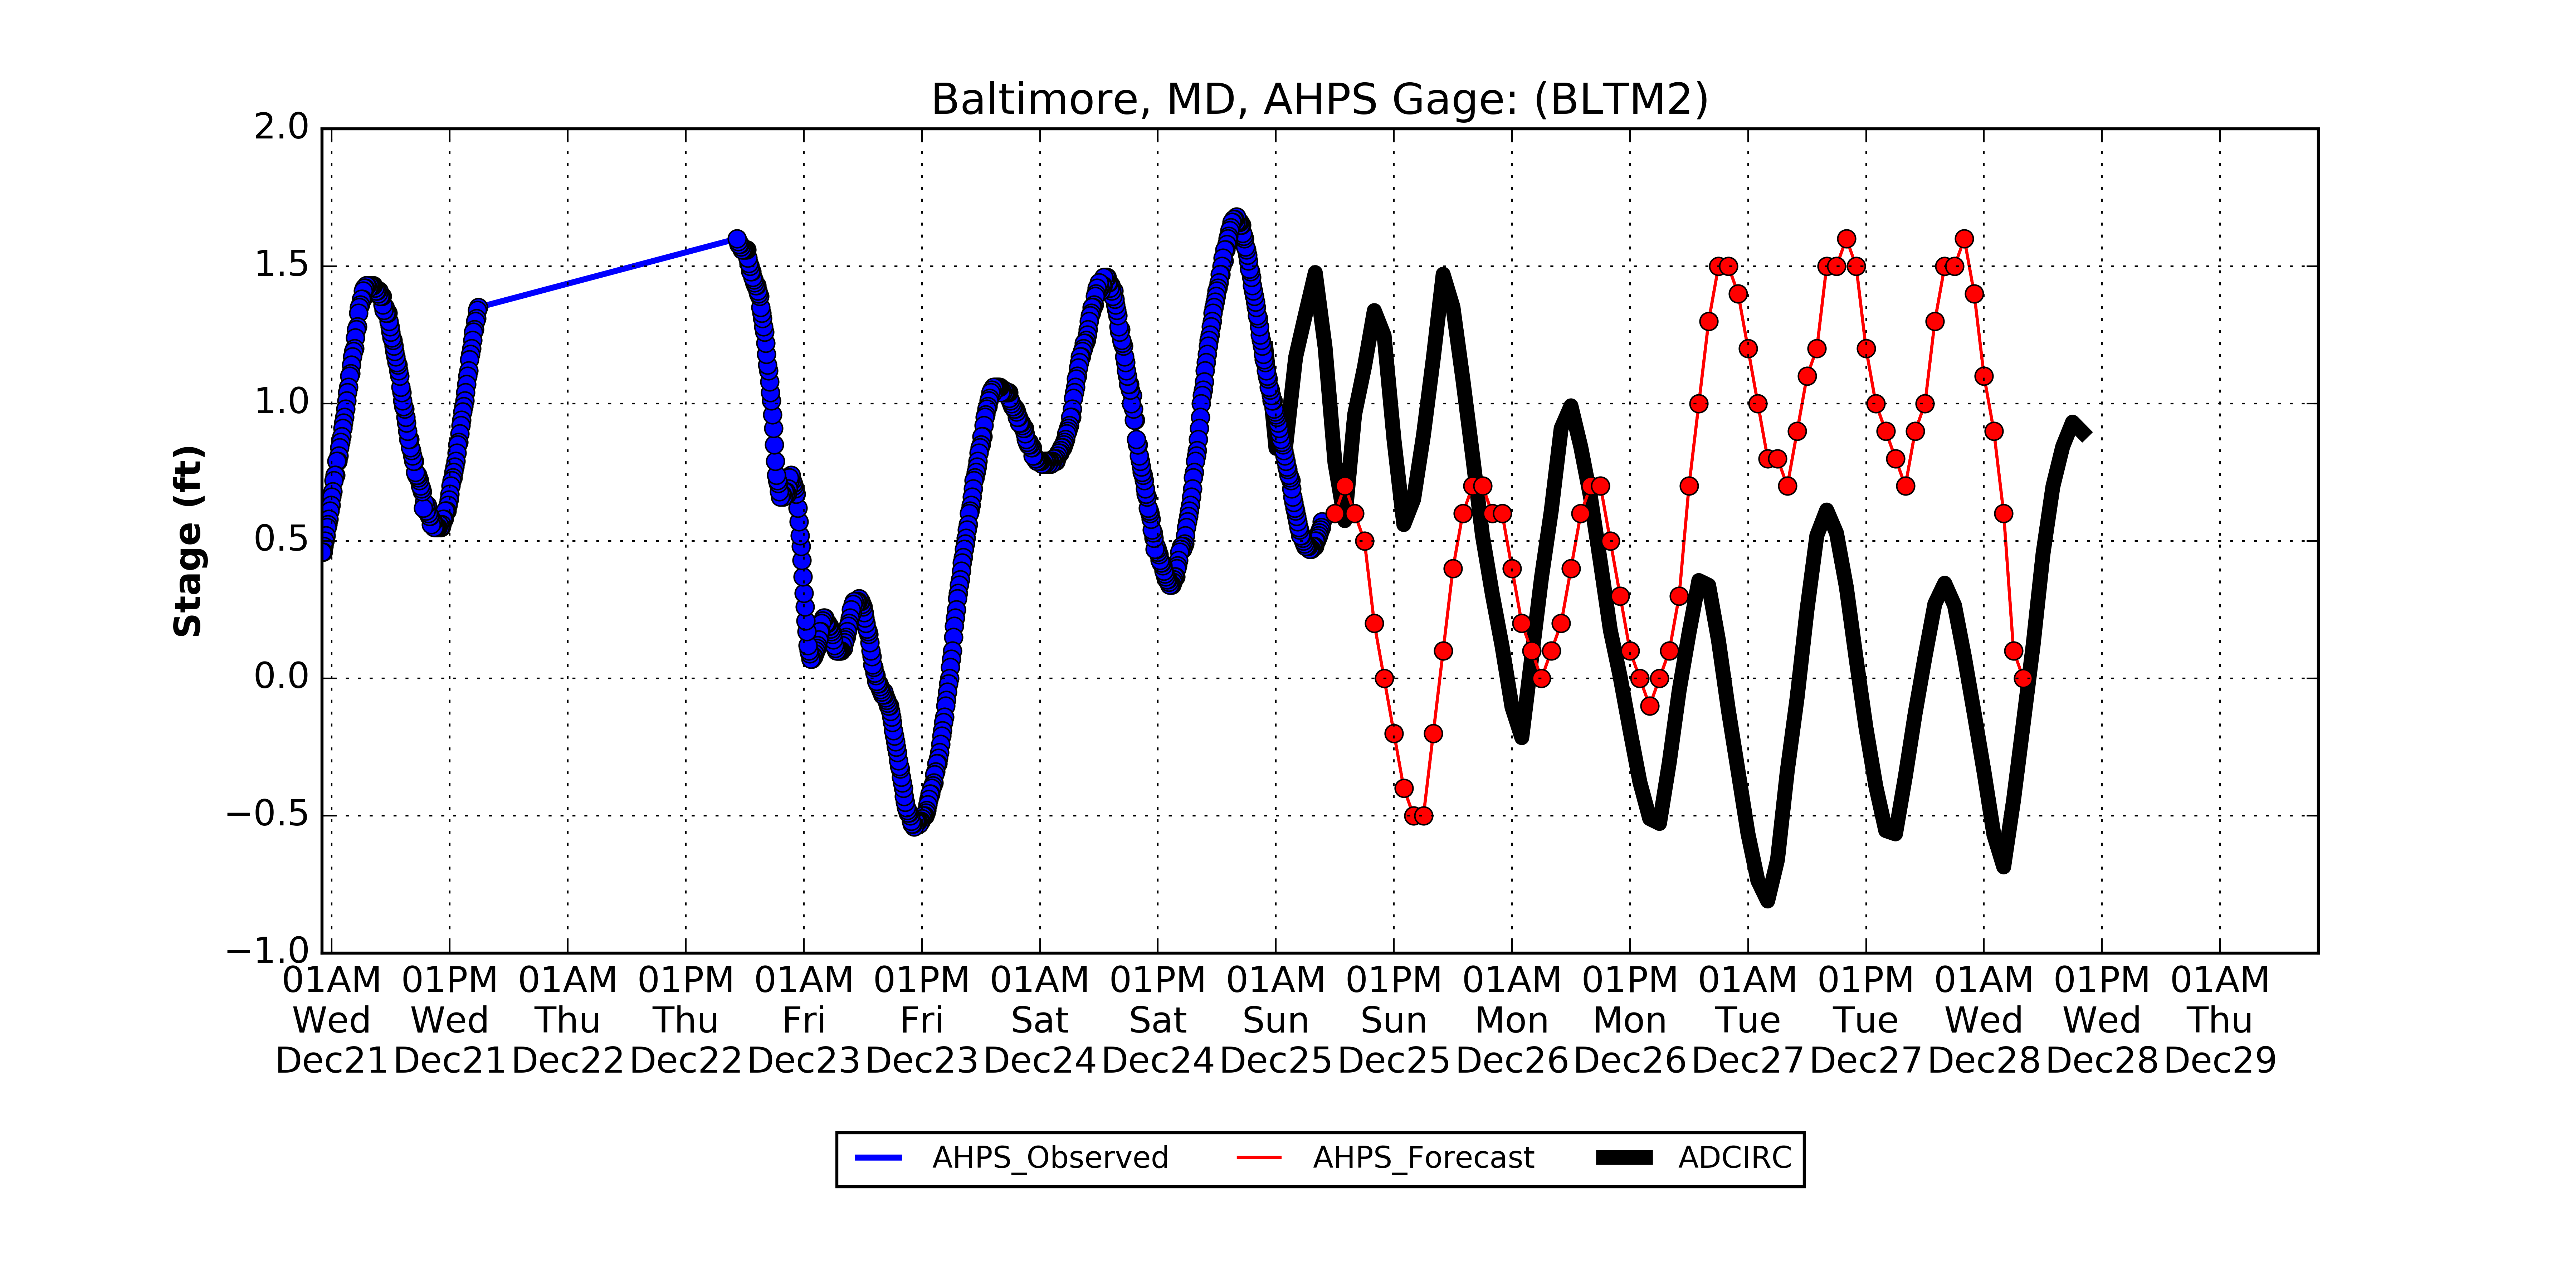 Baltimore, MD, AHPS Gage: (BLTM2)
Stage (ft)
2.0
1.5
1.0
0.5
0.0
−0.5
−1.0
01AM 01PM 01AM 01PM 01AM 01PM 01AM 01PM 01AM 01PM 01AM 01PM 01AM 01PM 01AM 01PM 01AM
Wed Wed Thu Thu Fri Fri Sat Sat Sun Sun Mon Mon Tue Tue Wed Wed Thu
Dec21 Dec21 Dec22 Dec22 Dec23 Dec23 Dec24 Dec24 Dec25 Dec25 Dec26 Dec26 Dec27 Dec27 Dec28 Dec28 Dec29
AHPS_Observed AHPS_Forecast ADCIRC